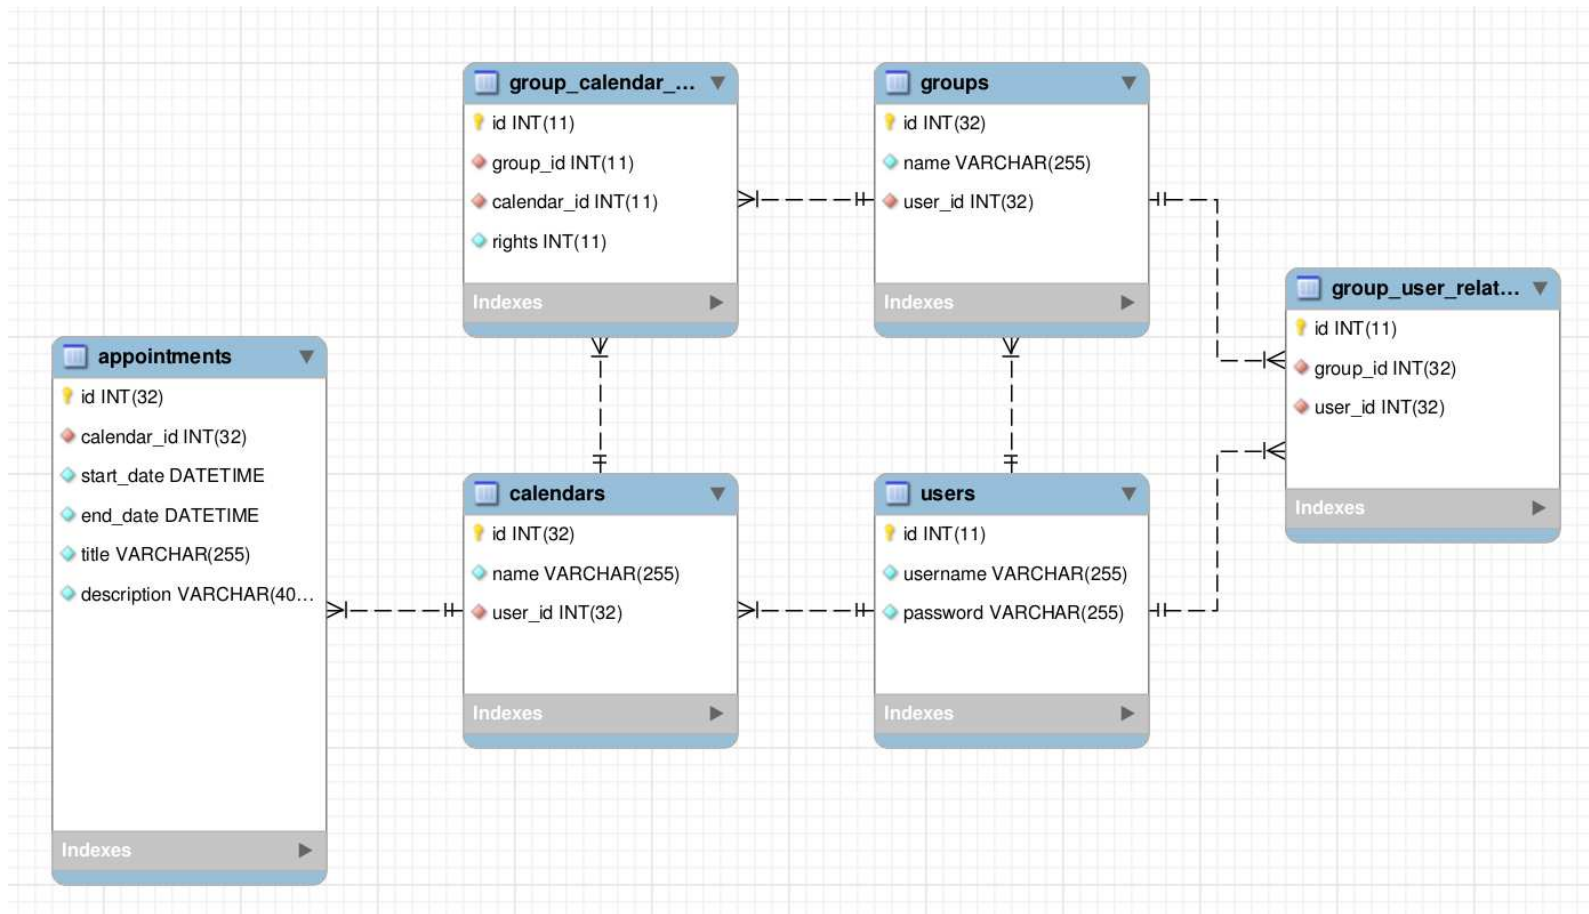 group_calendar_...
id INT(11)
group_id INT(11)
calendar_id INT(11)
rights INT(11)
Indexes
groups
id INT(32)
name VARCHAR(255)
user_id INT(32)
Indexes
group_user_relat...
id INT(11)
group_id INT(32)
user_id INT(32)
Indexes
appointments
id INT(32)
calendar_id INT(32)
start_date DATETIME
end_date DATETIME
title VARCHAR(255)
description VARCHAR(40...
Indexes
calendars
id INT(32)
name VARCHAR(255)
user_id INT(32)
Indexes
users
id INT(11)
username VARCHAR(255)
password VARCHAR(255)
Indexes